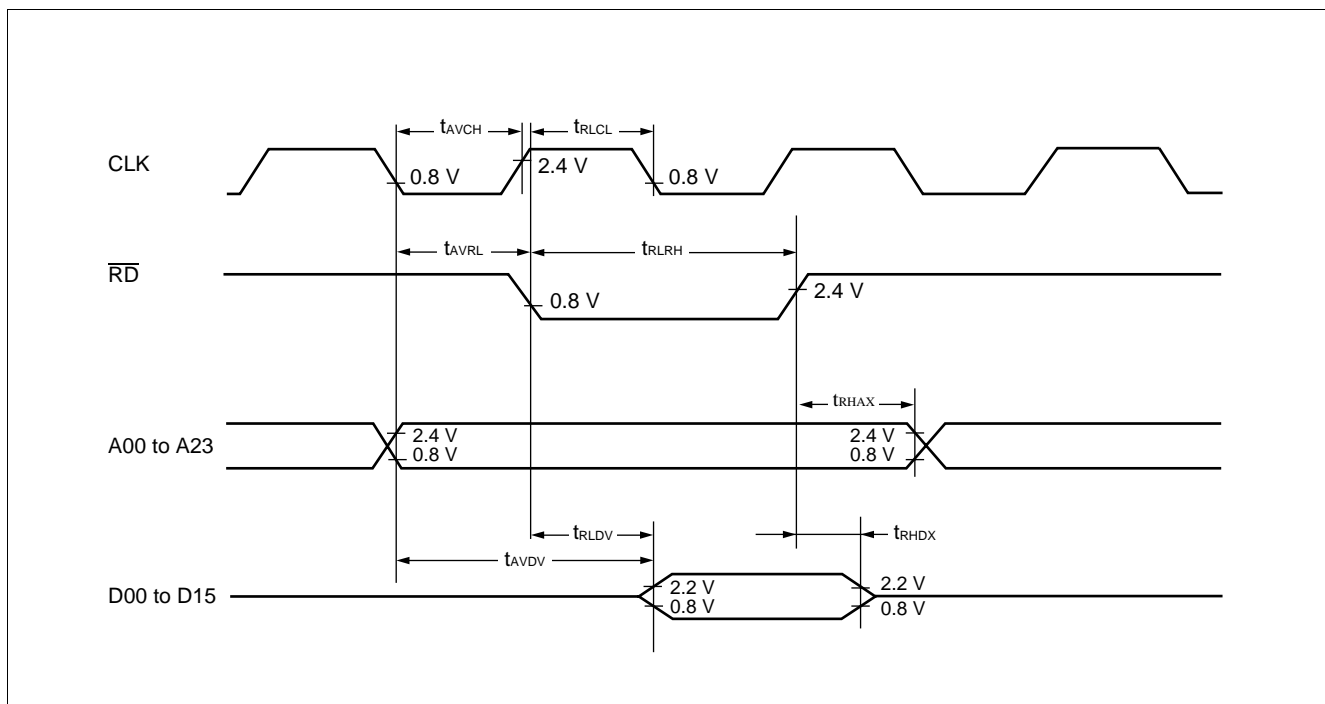 tAVCH
tRLCL
CLK
0.8 V
2.4 V
0.8 V
tAVRL
tRLRH
RD
0.8 V
2.4 V
tRHAX
A00 to A23
2.4 V
0.8 V
2.4 V
0.8 V
tRLDV
tRHDX
tAVDV
D00 to D15
2.2 V
0.8 V
2.2 V
0.8 V